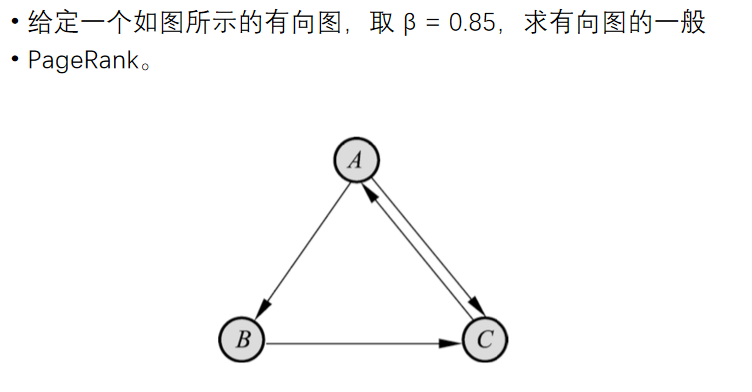 • 给定一个如图所示的有向图，取 β = 0.85，求有向图的一般
• PageRank。
A
B
C